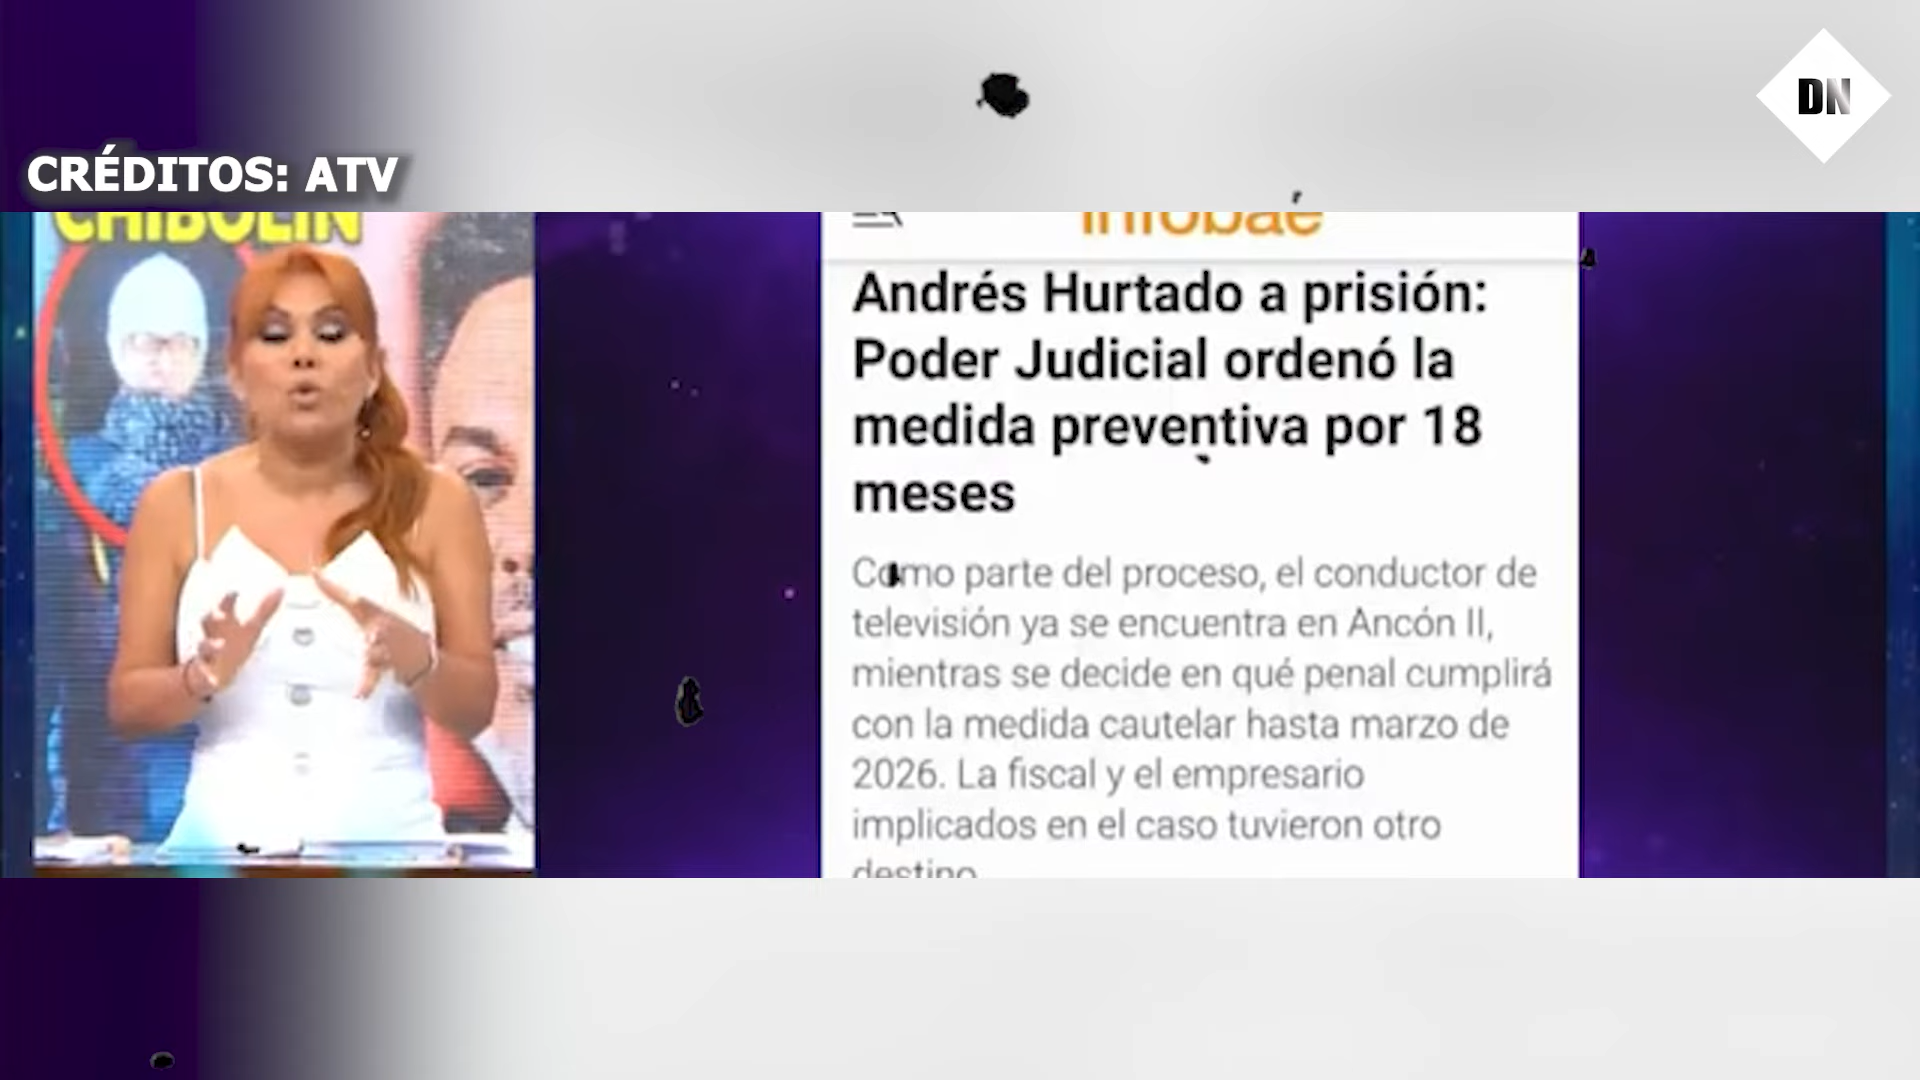 DN
CRÉDITOS: ATV
CHIBOLÍN
infobae
Andrés Hurtado a prisión:
Poder Judicial ordenó la
medida preventiva por 18
meses
Como parte del proceso, el conductor de
televisión ya se encuentra en Ancón II,
mientras se decide en qué penal cumplirá
con la medida cautelar hasta marzo de
2026. La fiscal y el empresario
implicados en el caso tuvieron otro
destino